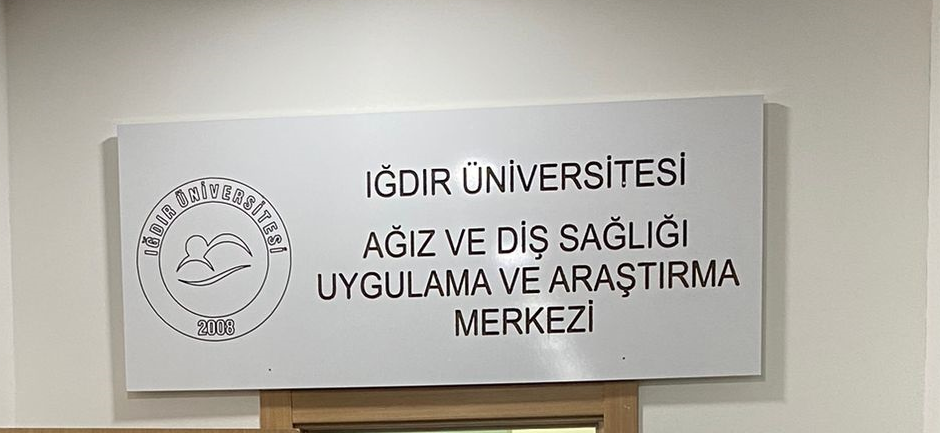 IĞDIR ÜNİVERSİTESİ
2008
IĞDIR ÜNİVERSİTESİ
AĞIZ VE DİŞ SAĞLIĞI
UYGULAMA VE ARAŞTIRMA
MERKEZİ